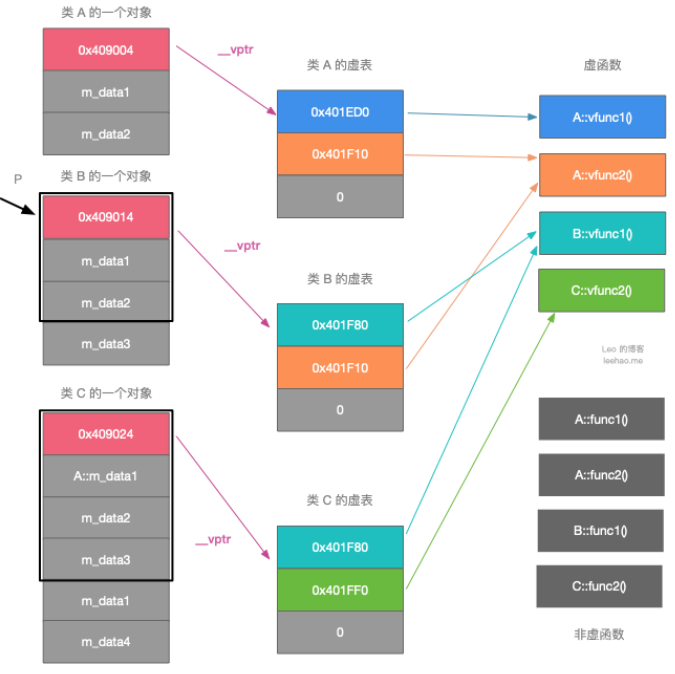 类 A 的一个对象
0x409004
m_data1
m_data2
__vptr
类 A 的虚表
0x401ED0
0x401F10
0
虚函数
A::vfunc1()
A::vfunc2()
B::vfunc1()
C::vfunc2()
P
类 B 的一个对象
0x409014
m_data1
m_data2
m_data3
__vptr
类 B 的虚表
0x401F80
0x401F10
0
Leo 的博客
leehao.me
类 C 的一个对象
0x409024
A::m_data1
m_data2
m_data3
m_data1
m_data4
__vptr
类 C 的虚表
0x401F80
0x401FF0
0
A::func1()
A::func2()
B::func1()
C::func2()
非虚函数